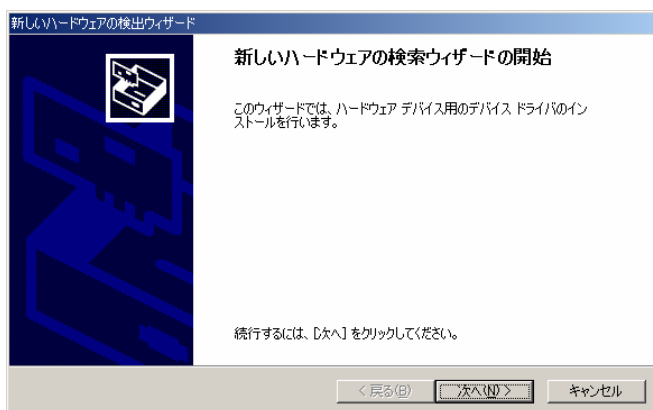 新しいハードウェアの検出ウィザード
新しいハードウェアの検索ウィザードの開始
このウィザードでは、ハードウェア デバイス用のデバイス ドライバのイン
ストールを行います。
続行するには、[次へ] をクリックしてください。
< 戻る(B)
次へ(N) >
キャンセル